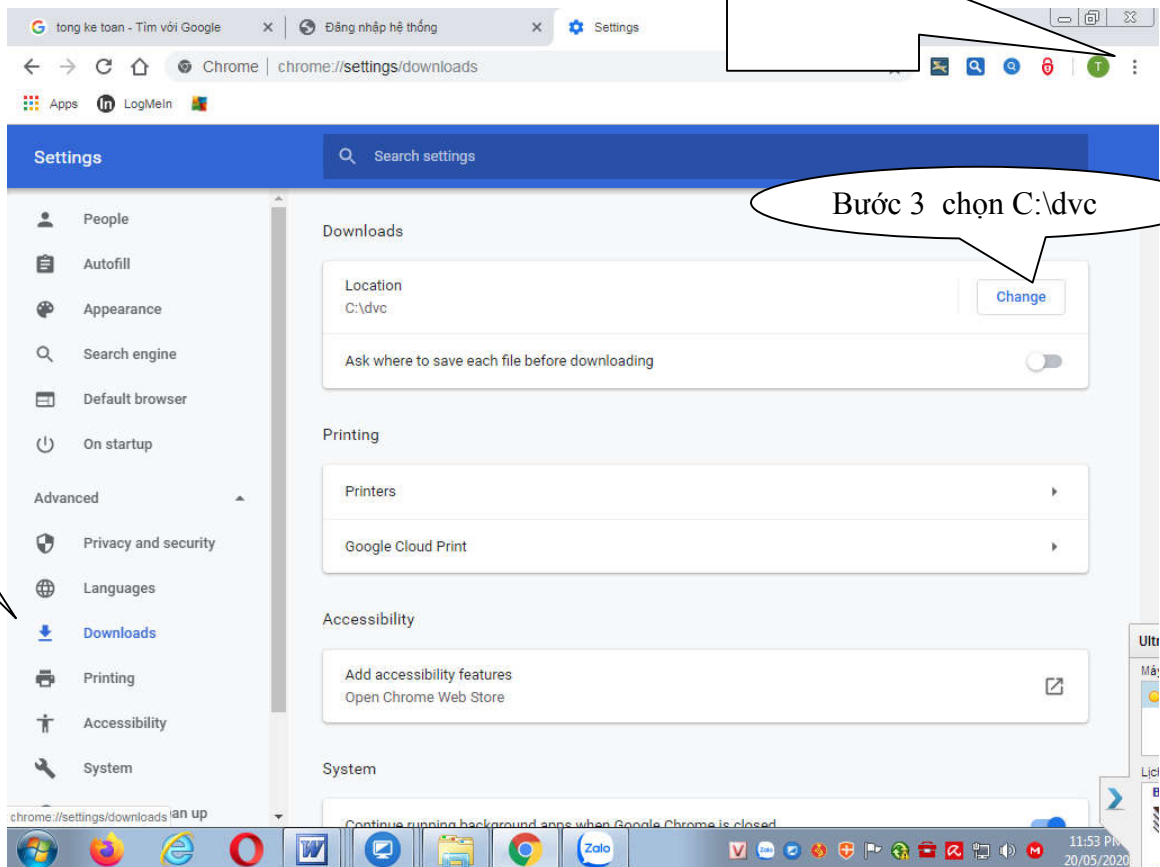 tong ke toan - Tìm với Google
Đăng nhập hệ thống
Settings
Chrome | chrome://settings/downloads
T
Apps
LogMeIn
Settings
Search settings
Bước 3 chọn C:\dvc
People
Autofill
Appearance
Search engine
Default browser
On startup
Advanced
Privacy and security
Languages
Downloads
Printing
Accessibility
System
an up
chrome://settings/downloads
Downloads
Location
C:\dvc
Change
Ask where to save each file before downloading
Printing
Printers
Google Cloud Print
Accessibility
Add accessibility features
Open Chrome Web Store
System
Continue running background apps when Google Chrome is closed
Ult
Zalo
11:53 PM
20/05/2020